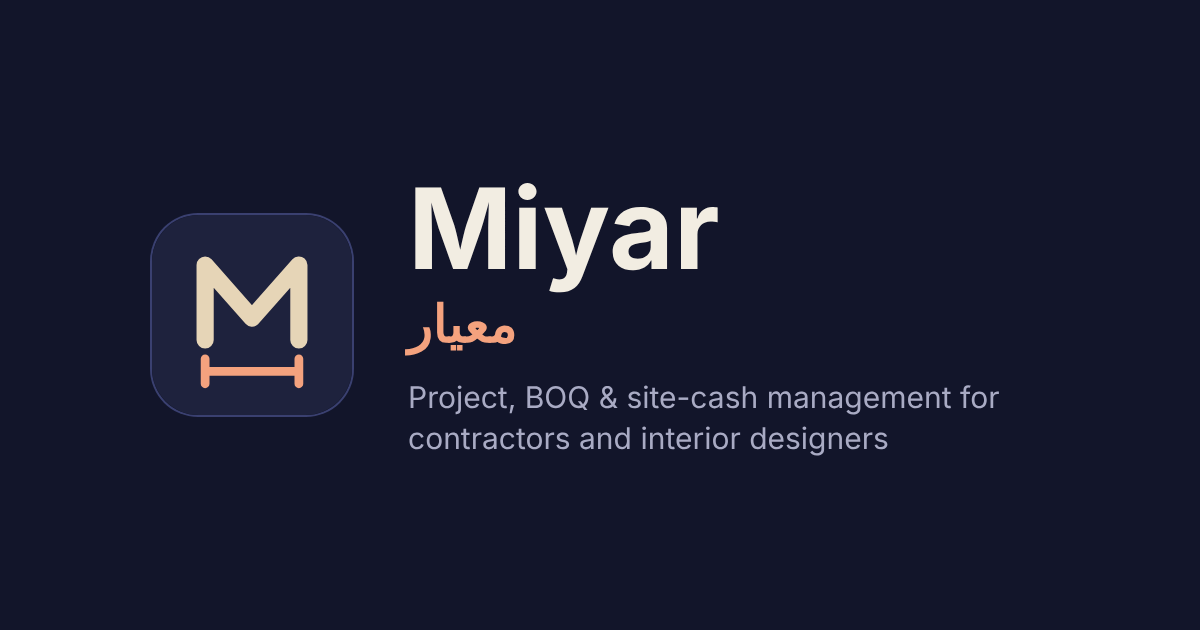 M
Miyar
معيار
Project, BOQ & site-cash management for
contractors and interior designers